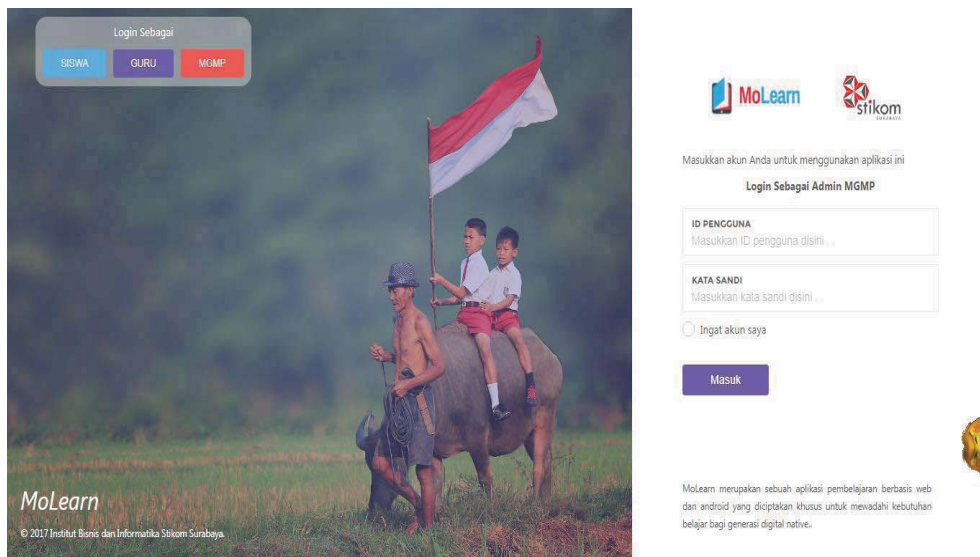 Login Sebagai
SISWA GURU MGMP
MoLearn
© 2017 Institut Bisnis dan Informatika Stikom Surabaya.
MoLearn
stikom
SURABAYA
Masukkan akun Anda untuk menggunakan aplikasi ini
Login Sebagai Admin MGMP
ID PENGGUNA
Masukkan ID pengguna disini . .
KATA SANDI
Masukkan kata sandi disini . .
Ingat akun saya
Masuk
MoLearn merupakan sebuah aplikasi pembelajaran berbasis web
dan android yang diciptakan khusus untuk mewadahi kebutuhan
belajar bagi generasi digital native..